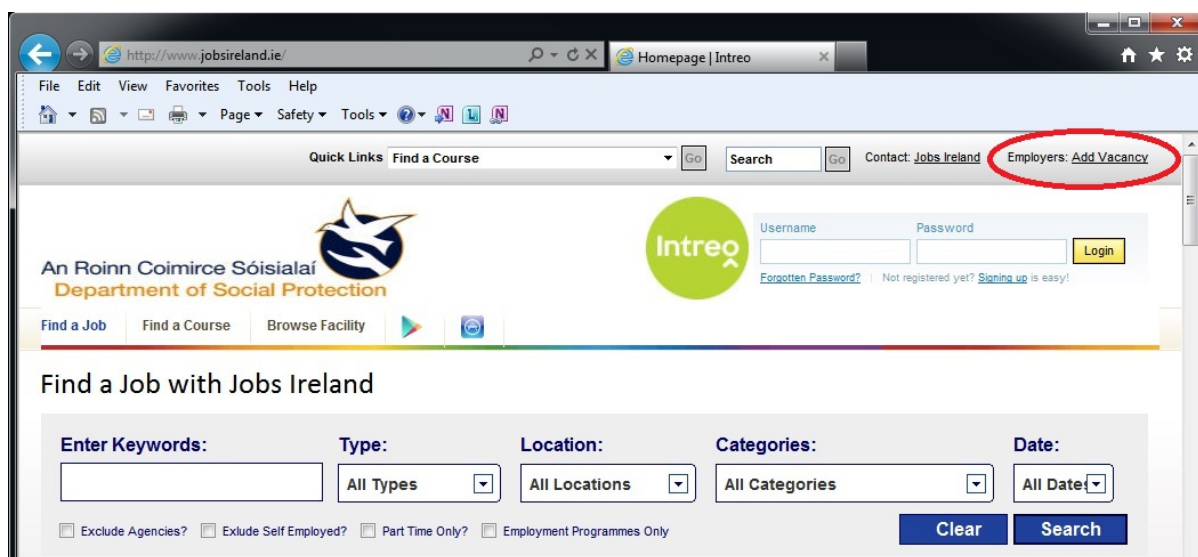 http://www.jobsireland.ie/
Homepage | Intreo
File Edit View Favorites Tools Help
Page Safety Tools
Quick Links Find a Course Go Search Go Contact: Jobs Ireland Employers: Add Vacancy
An Roinn Coimirce Sóisialaí
Department of Social Protection
Intreo
Username Password
Login
Forgotten Password? Not registered yet? Signing up is easy!
Find a Job Find a Course Browse Facility
Find a Job with Jobs Ireland
Enter Keywords: Type: Location: Categories: Date:
All Types All Locations All Categories All Dates
Exclude Agencies? Exlude Self Employed? Part Time Only? Employment Programmes Only
Clear Search